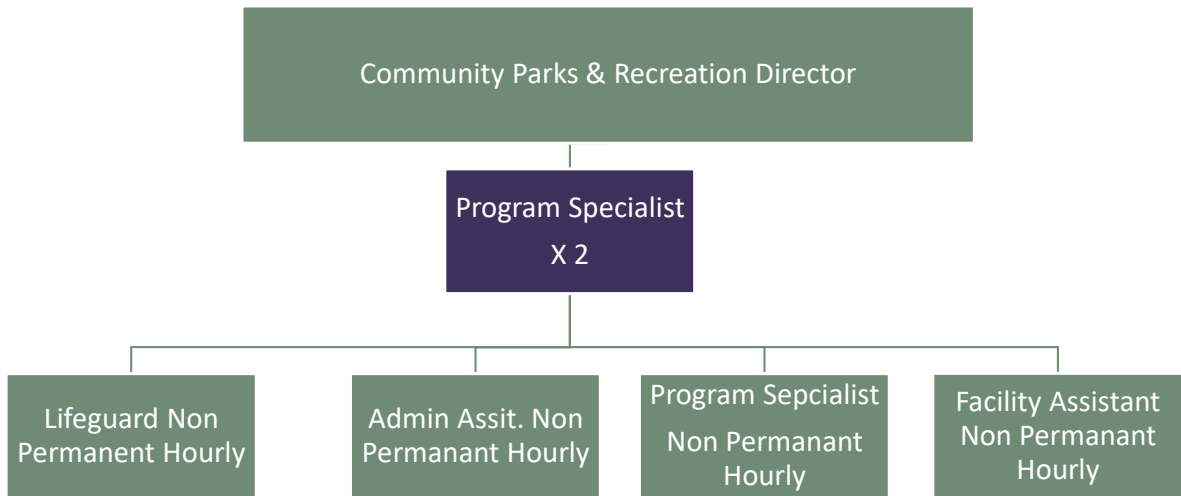 Community Parks & Recreation Director
Program Specialist
X 2
Lifeguard Non
Permanent Hourly
Admin Assit. Non
Permanant Hourly
Program Sepcialist
Non Permanant
Hourly
Facility Assistant
Non Permanant
Hourly